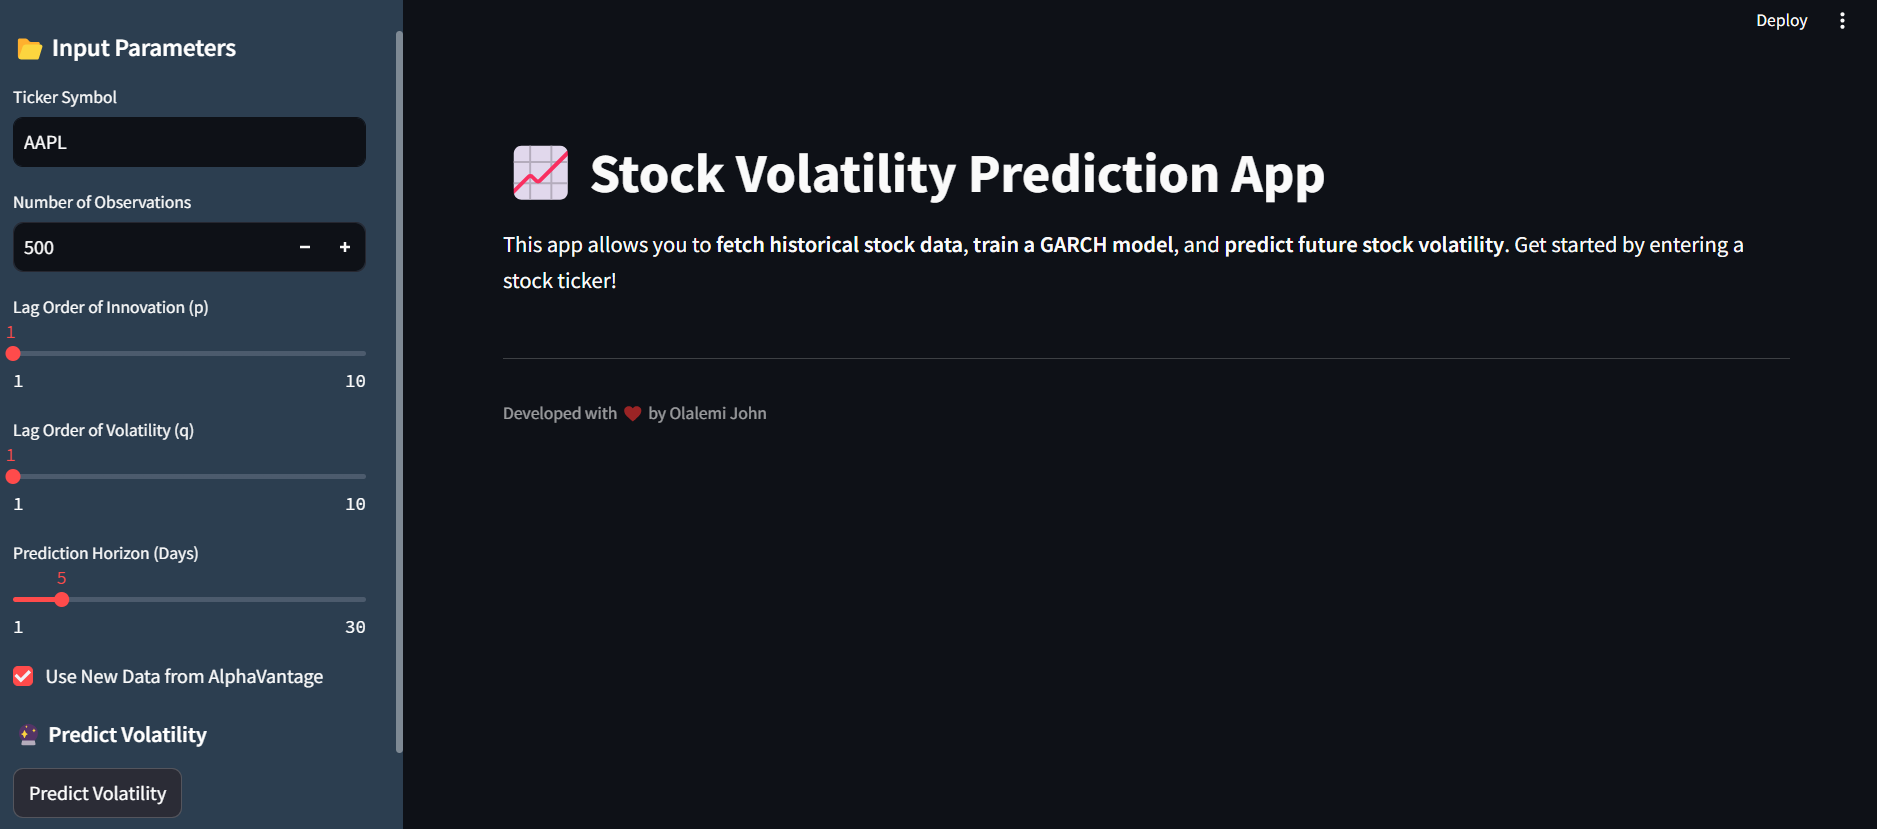 Deploy
Input Parameters
Ticker Symbol
AAPL
Number of Observations
500
Lag Order of Innovation (p)
1
1 10
Lag Order of Volatility (q)
1
1 10
Prediction Horizon (Days)
5
1 30
Use New Data from AlphaVantage
Predict Volatility
Predict Volatility
Stock Volatility Prediction App
This app allows you to fetch historical stock data, train a GARCH model, and predict future stock volatility. Get started by entering a
stock ticker!
Developed with ❤️ by Olalemi John